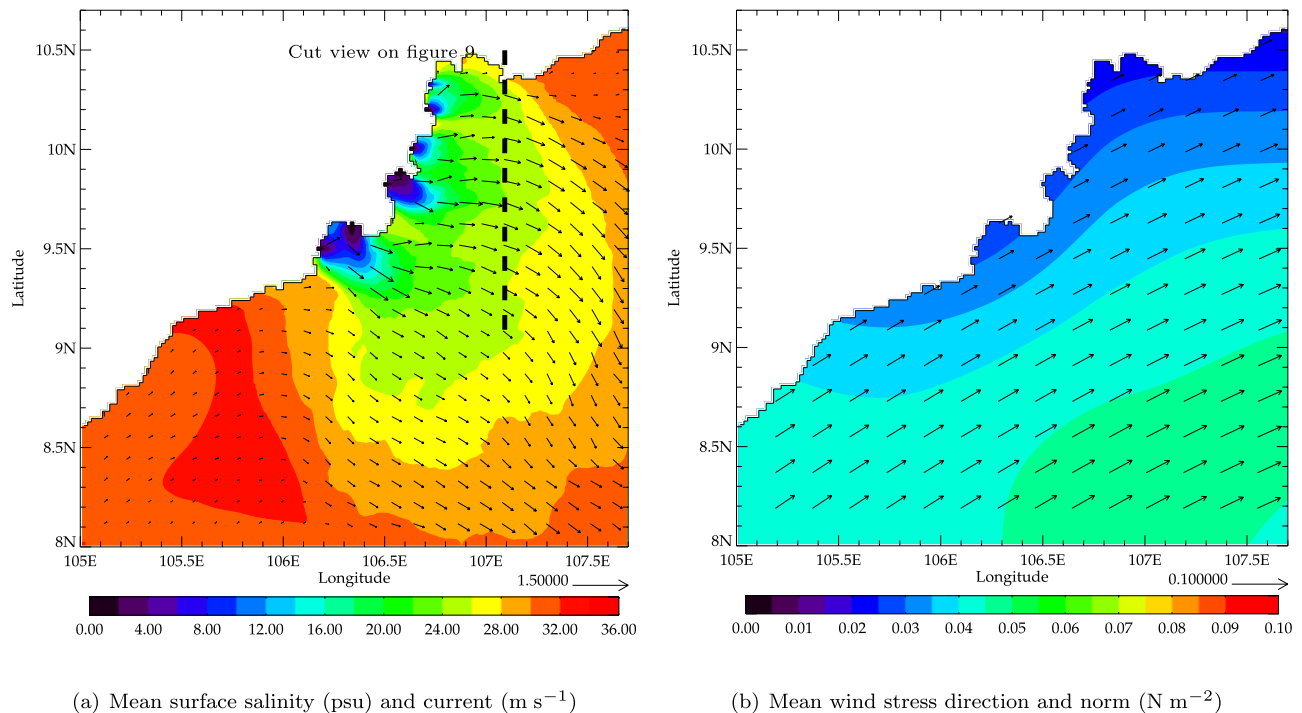 Cut view on figure 9
10.5N
10N
9.5N
9N
8.5N
8N
Latitude
105E 105.5E 106E 106.5E 107E 107.5E
Longitude
1.50000
0.00 4.00 8.00 12.00 16.00 20.00 24.00 28.00 32.00 36.00
(a) Mean surface salinity (psu) and current (m s⁻¹)
10.5N
10N
9.5N
9N
8.5N
8N
Latitude
105E 105.5E 106E 106.5E 107E 107.5E
Longitude
0.100000
0.00 0.01 0.02 0.03 0.04 0.05 0.06 0.07 0.08 0.09 0.10
(b) Mean wind stress direction and norm (N m⁻²)